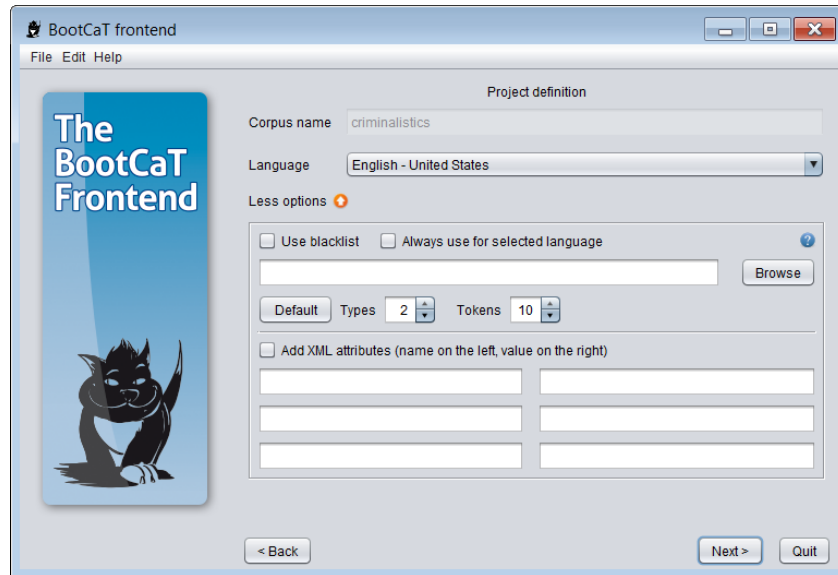 BootCaT frontend
File Edit Help
The
BootCaT
Frontend
Project definition
Corpus name criminalistics
Language English - United States
Less options
Use blacklist Always use for selected language
Browse
Default Types 2 Tokens 10
Add XML attributes (name on the left, value on the right)
< Back Next > Quit